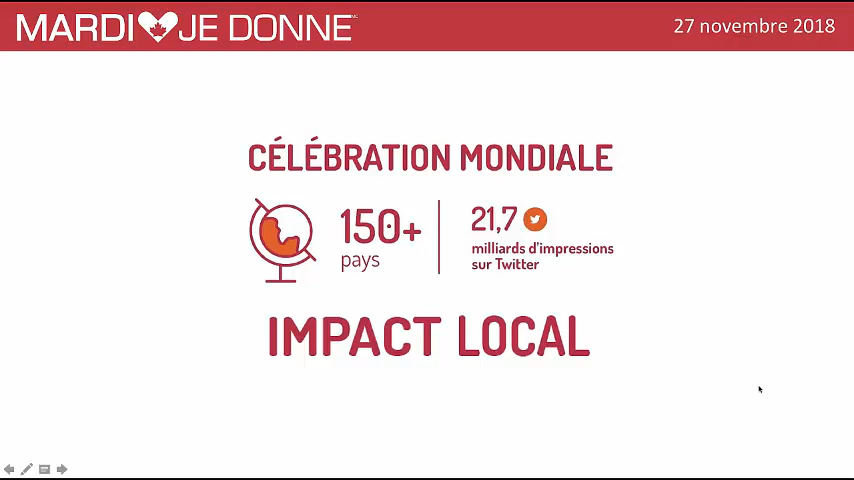 MARDI JE DONNE
27 novembre 2018
CÉLÉBRATION MONDIALE
150+
pays
21,7
milliards d'impressions
sur Twitter
IMPACT LOCAL